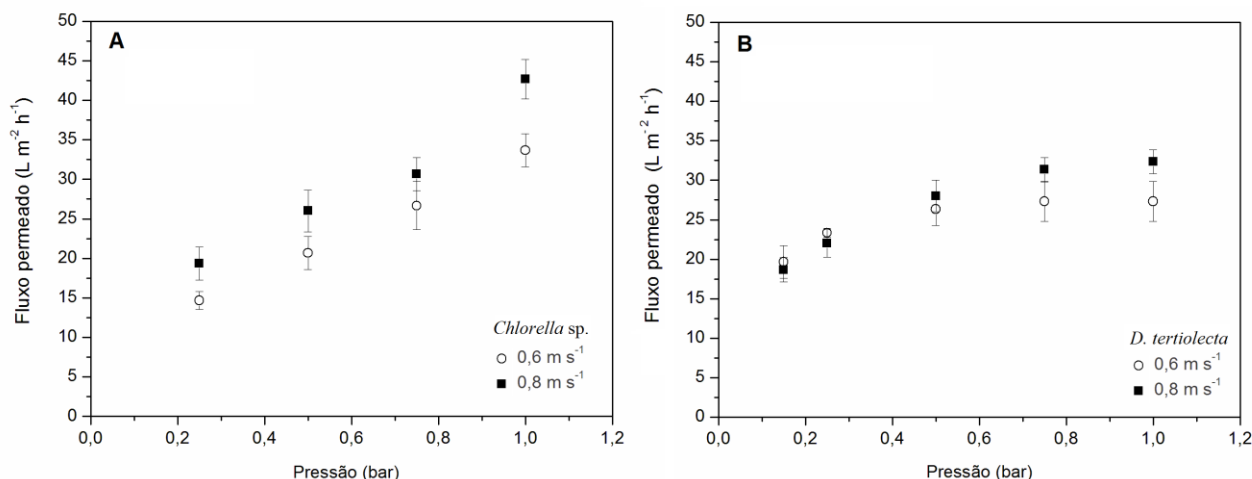 A
50
45
40
35
30
25
20
15
10
5
0
Fluxo permeado (L m⁻² h⁻¹)
0,0 0,2 0,4 0,6 0,8 1,0 1,2
Pressão (bar)
Chlorella sp.
0,6 m s⁻¹
0,8 m s⁻¹
B
50
45
40
35
30
25
20
15
10
5
0
Fluxo permeado (L m⁻² h⁻¹)
0,0 0,2 0,4 0,6 0,8 1,0 1,2
Pressão (bar)
D. tertiolecta
0,6 m s⁻¹
0,8 m s⁻¹